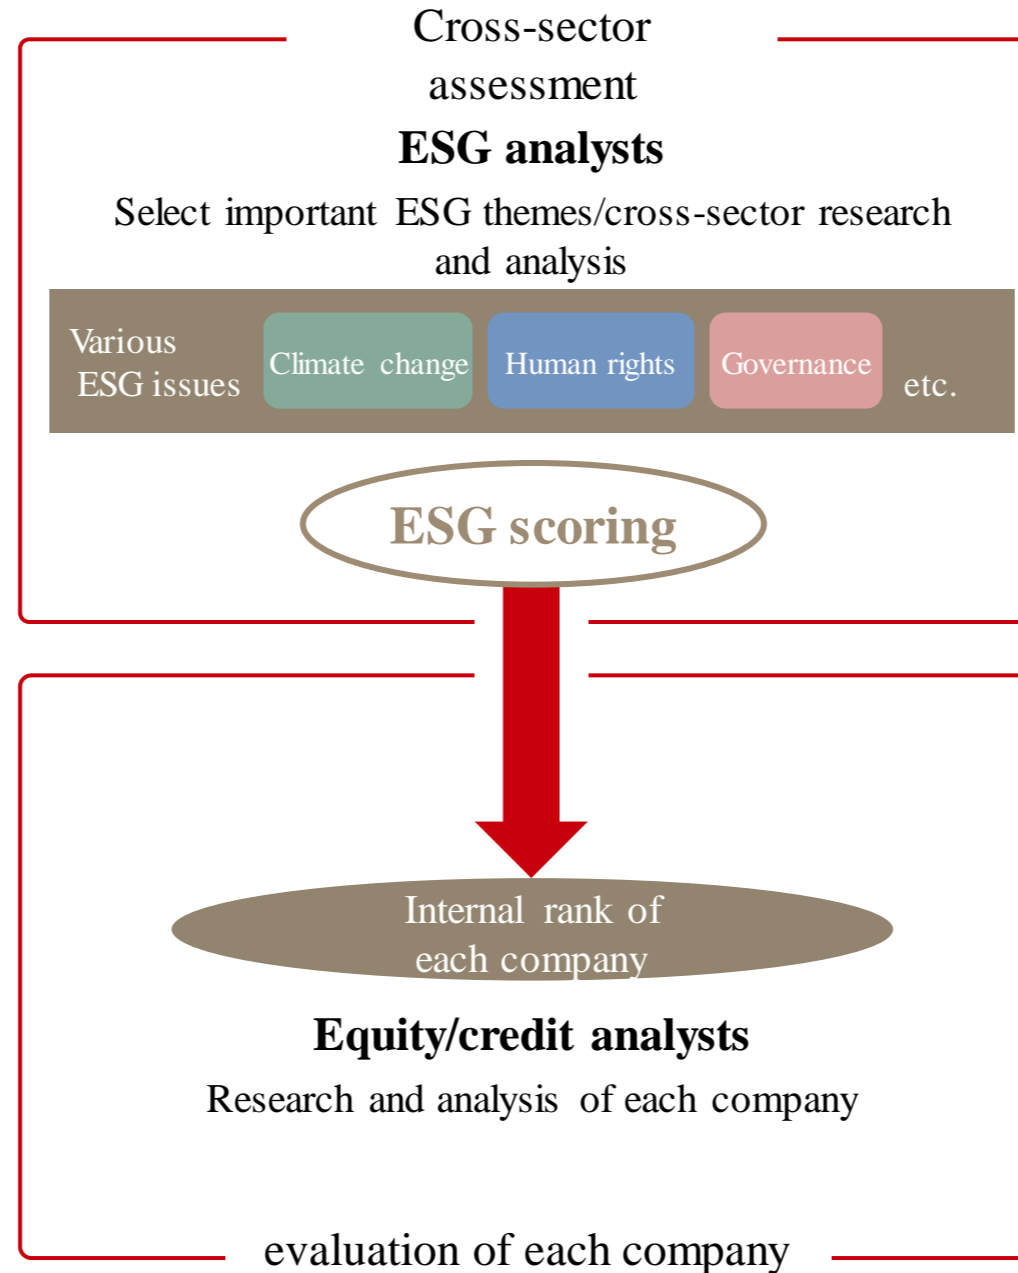 Cross-sector
assessment
ESG analysts
Select important ESG themes/cross-sector research
and analysis
Various
ESG issues
Climate change
Human rights
Governance
etc.
ESG scoring
Internal rank of
each company
Equity/credit analysts
Research and analysis of each company
evaluation of each company